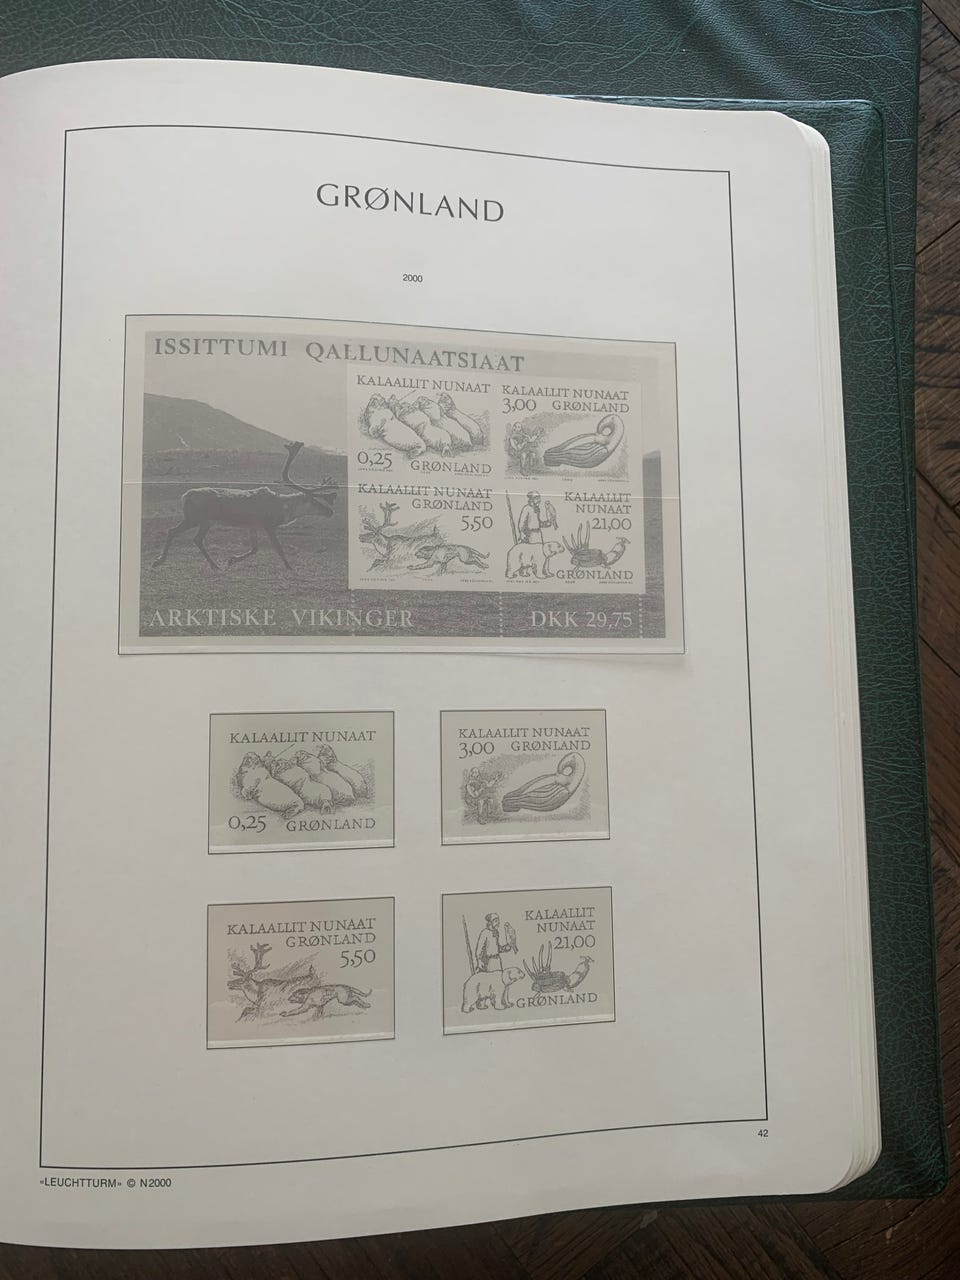 GRØNLAND
2000
ISSITTUMI QALLUNAATSIAAT
KALAALLIT NUNAAT
0,25
GRØNLAND
KALAALLIT NUNAAT
3,00 GRØNLAND
KALAALLIT NUNAAT
GRØNLAND
5,50
KALAALLIT
NUNAAT
21,00
GRØNLAND
ARKTISKE VIKINGER
DKK 29,75
KALAALLIT NUNAAT
0,25 GRØNLAND
KALAALLIT NUNAAT
3,00 GRØNLAND
KALAALLIT NUNAAT
GRØNLAND
5,50
KALAALLIT
NUNAAT
21,00
GRØNLAND
42
»LEUCHTTURM« © N2000